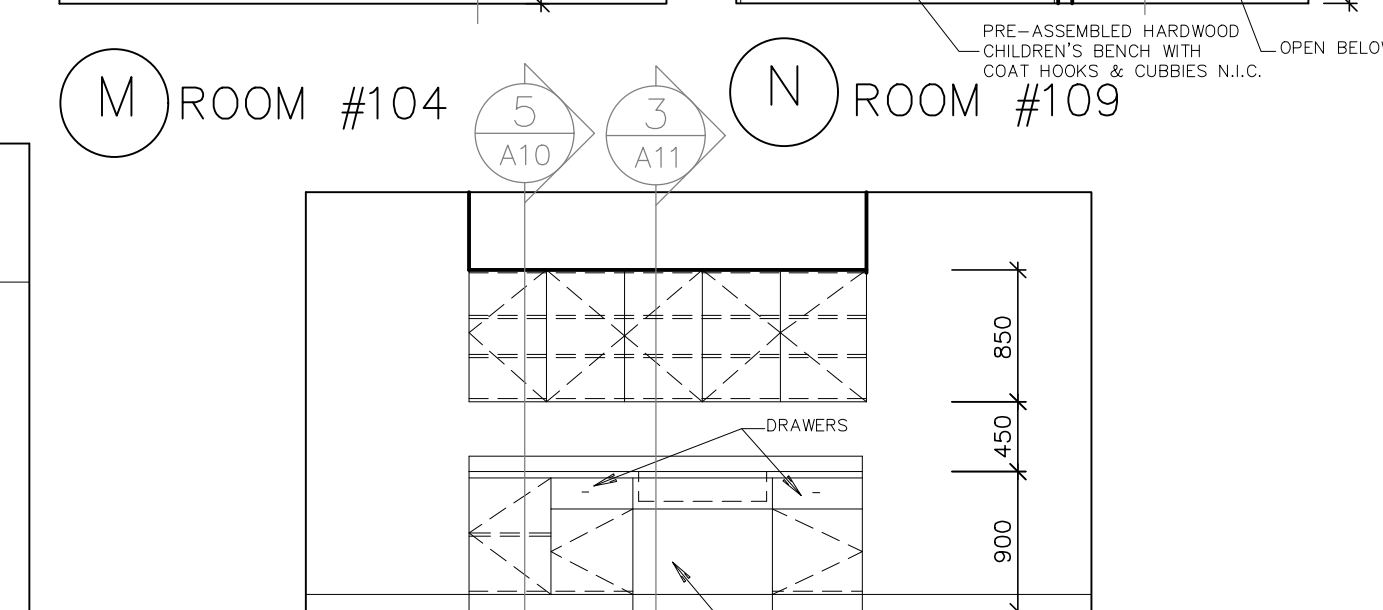 PRE-ASSEMBLED HARDWOOD
CHILDREN'S BENCH WITH
COAT HOOKS & CUBBIES N.I.C.
OPEN BELO
M ROOM #104
5
A10
3
A11
N ROOM #109
850
DRAWERS
450
900